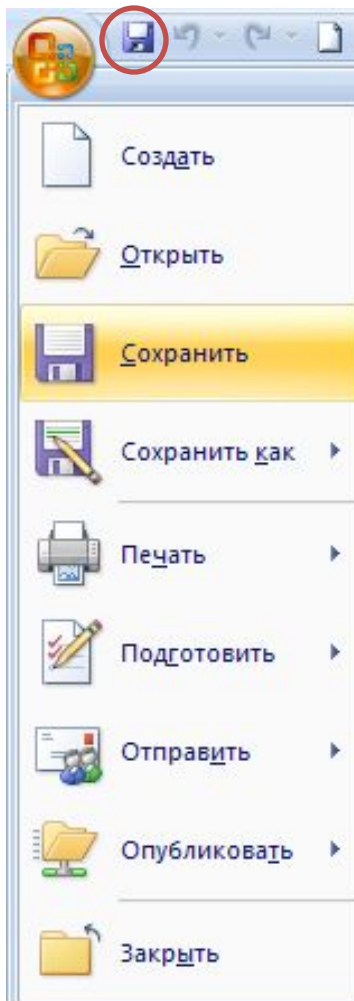 Создать
Открыть
Сохранить
Сохранить как
Печать
Подготовить
Отправить
Опубликовать
Закрыть